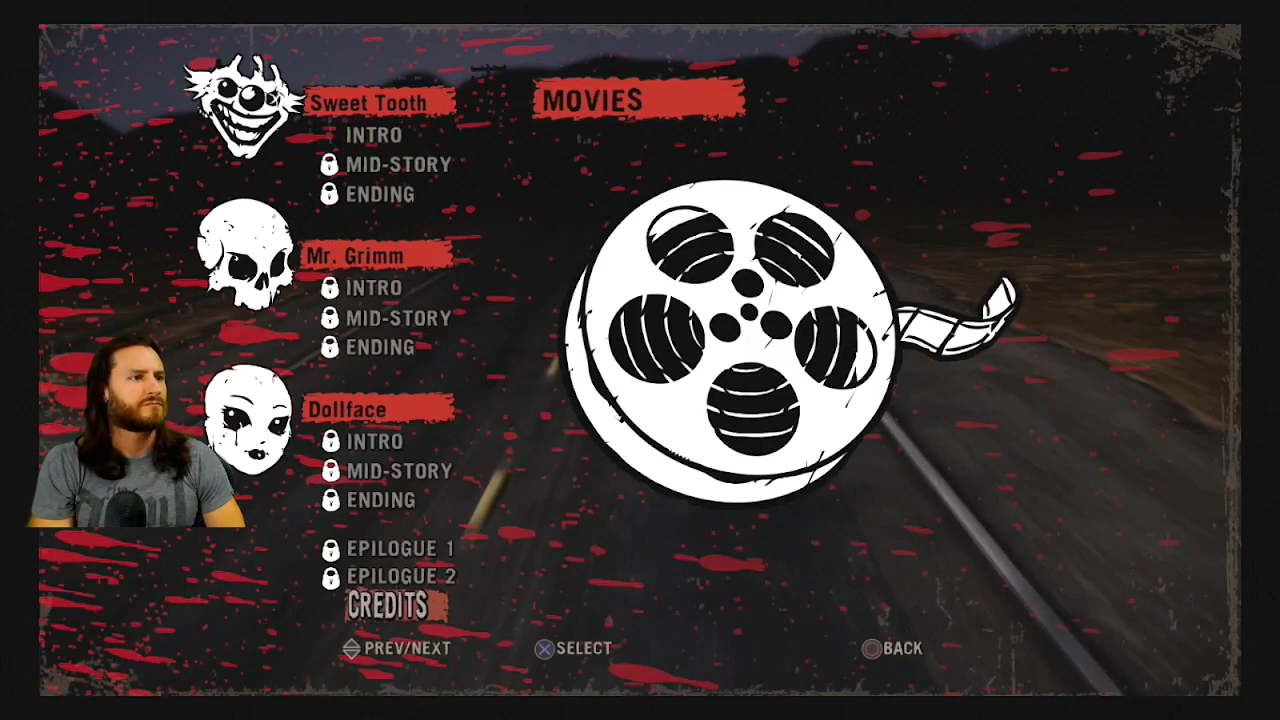 MOVIES
Sweet Tooth
INTRO
MID-STORY
ENDING
Mr. Grimm
INTRO
MID-STORY
ENDING
Dollface
INTRO
MID-STORY
ENDING
EPILOGUE 1
EPILOGUE 2
CREDITS
PREV/NEXT
SELECT
BACK